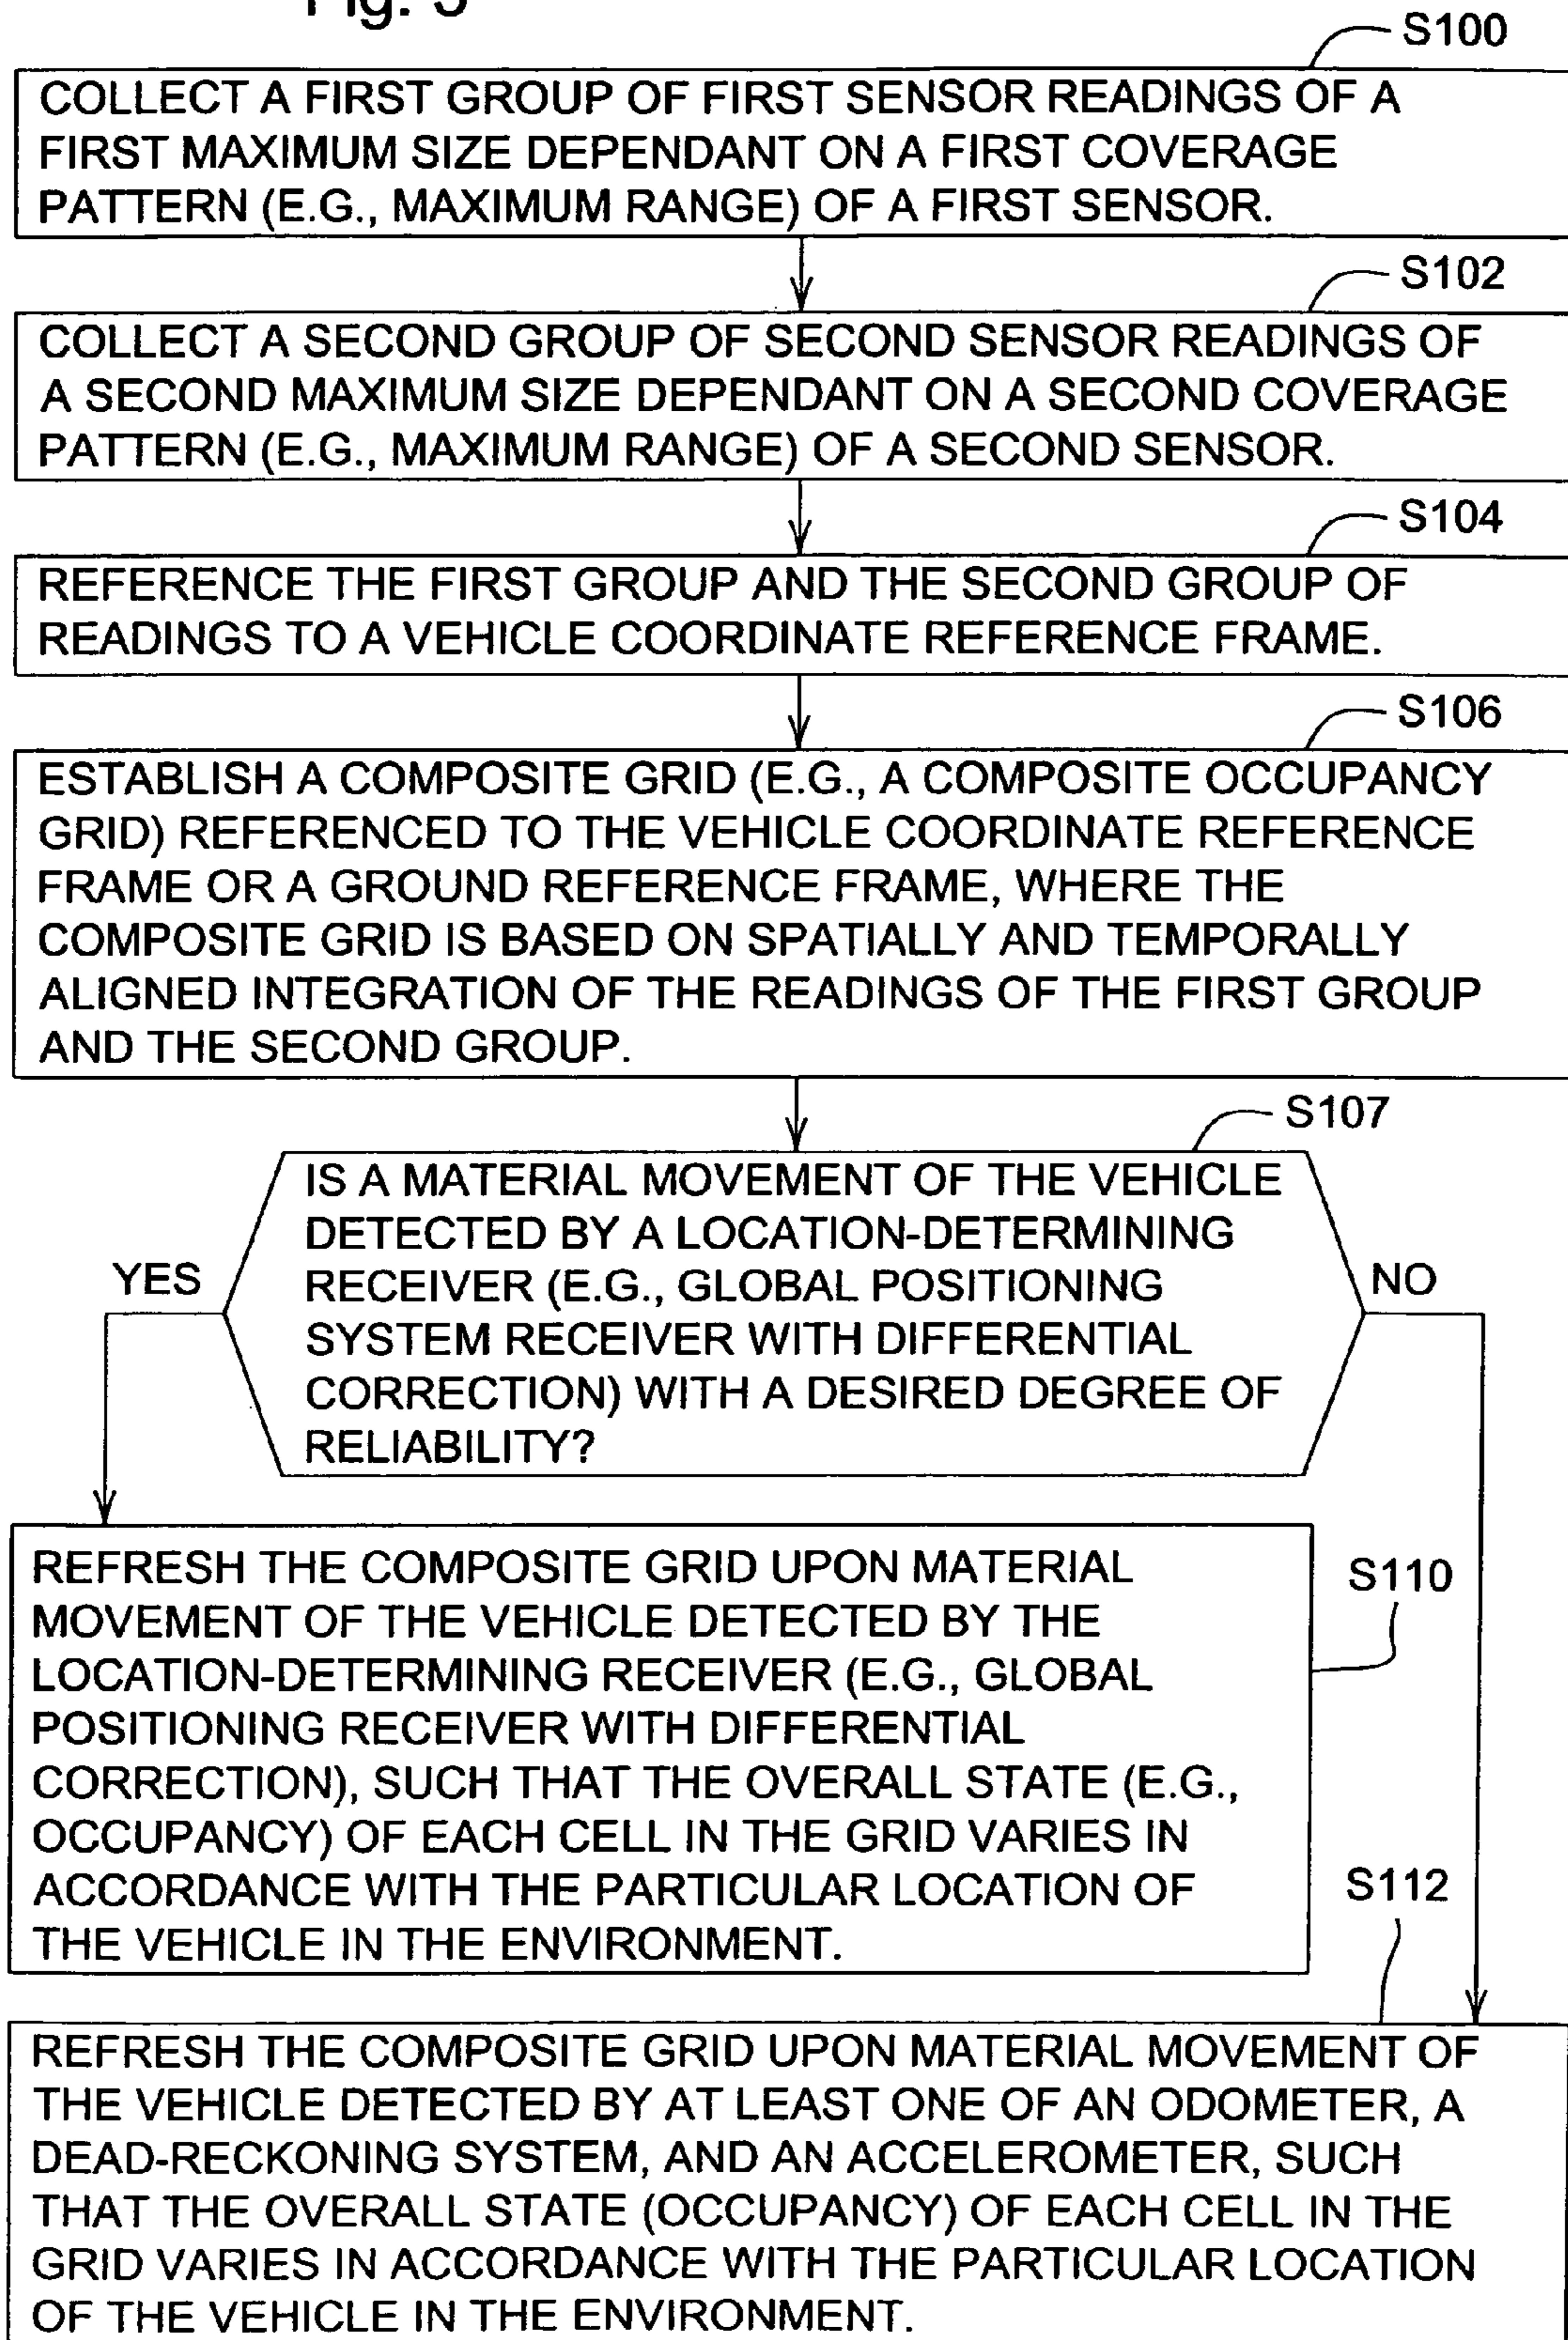 S100
COLLECT A FIRST GROUP OF FIRST SENSOR READINGS OF A
FIRST MAXIMUM SIZE DEPENDANT ON A FIRST COVERAGE
PATTERN (E.G., MAXIMUM RANGE) OF A FIRST SENSOR.
S102
COLLECT A SECOND GROUP OF SECOND SENSOR READINGS OF
A SECOND MAXIMUM SIZE DEPENDANT ON A SECOND COVERAGE
PATTERN (E.G., MAXIMUM RANGE) OF A SECOND SENSOR.
S104
REFERENCE THE FIRST GROUP AND THE SECOND GROUP OF
READINGS TO A VEHICLE COORDINATE REFERENCE FRAME.
S106
ESTABLISH A COMPOSITE GRID (E.G., A COMPOSITE OCCUPANCY
GRID) REFERENCED TO THE VEHICLE COORDINATE REFERENCE
FRAME OR A GROUND REFERENCE FRAME, WHERE THE
COMPOSITE GRID IS BASED ON SPATIALLY AND TEMPORALLY
ALIGNED INTEGRATION OF THE READINGS OF THE FIRST GROUP
AND THE SECOND GROUP.
S107
IS A MATERIAL MOVEMENT OF THE VEHICLE
DETECTED BY A LOCATION-DETERMINING
RECEIVER (E.G., GLOBAL POSITIONING
SYSTEM RECEIVER WITH DIFFERENTIAL
CORRECTION) WITH A DESIRED DEGREE OF
RELIABILITY?
YES
NO
REFRESH THE COMPOSITE GRID UPON MATERIAL
MOVEMENT OF THE VEHICLE DETECTED BY THE
LOCATION-DETERMINING RECEIVER (E.G., GLOBAL
POSITIONING RECEIVER WITH DIFFERENTIAL
CORRECTION), SUCH THAT THE OVERALL STATE (E.G.,
OCCUPANCY) OF EACH CELL IN THE GRID VARIES IN
ACCORDANCE WITH THE PARTICULAR LOCATION OF
THE VEHICLE IN THE ENVIRONMENT.
S110
S112
REFRESH THE COMPOSITE GRID UPON MATERIAL MOVEMENT OF
THE VEHICLE DETECTED BY AT LEAST ONE OF AN ODOMETER, A
DEAD-RECKONING SYSTEM, AND AN ACCELEROMETER, SUCH
THAT THE OVERALL STATE (OCCUPANCY) OF EACH CELL IN THE
GRID VARIES IN ACCORDANCE WITH THE PARTICULAR LOCATION
OF THE VEHICLE IN THE ENVIRONMENT.